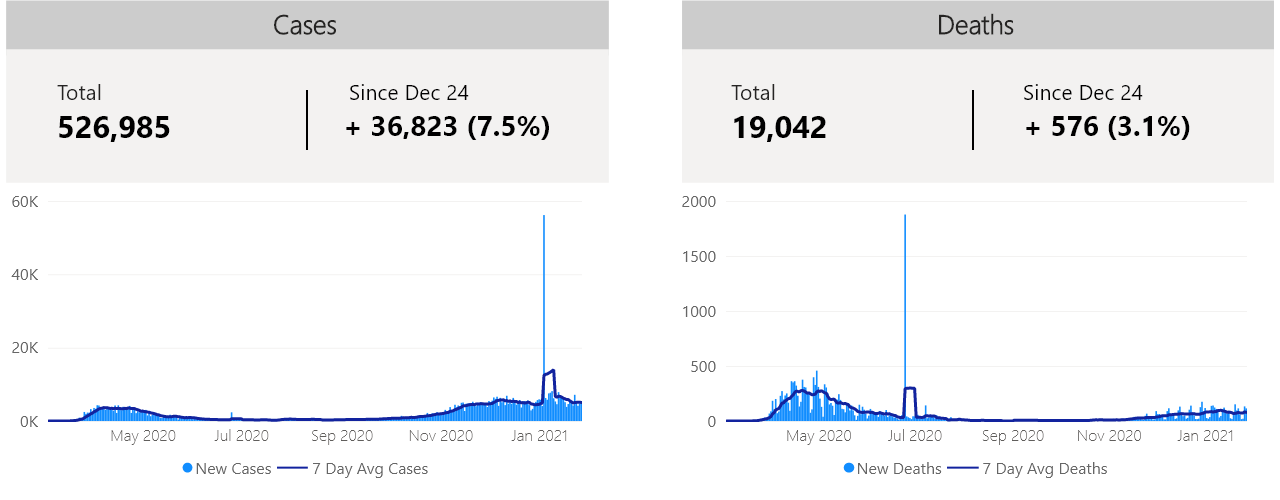 Cases
Total
Since Dec 24
526,985
+ 36,823 (7.5%)
60K
40K
20K
0K
May 2020
Jul 2020
Sep 2020
Nov 2020
Jan 2021
New Cases
7 Day Avg Cases
Deaths
Total
Since Dec 24
19,042
+ 576 (3.1%)
2000
1500
1000
500
0
May 2020
Jul 2020
Sep 2020
Nov 2020
Jan 2021
New Deaths
7 Day Avg Deaths